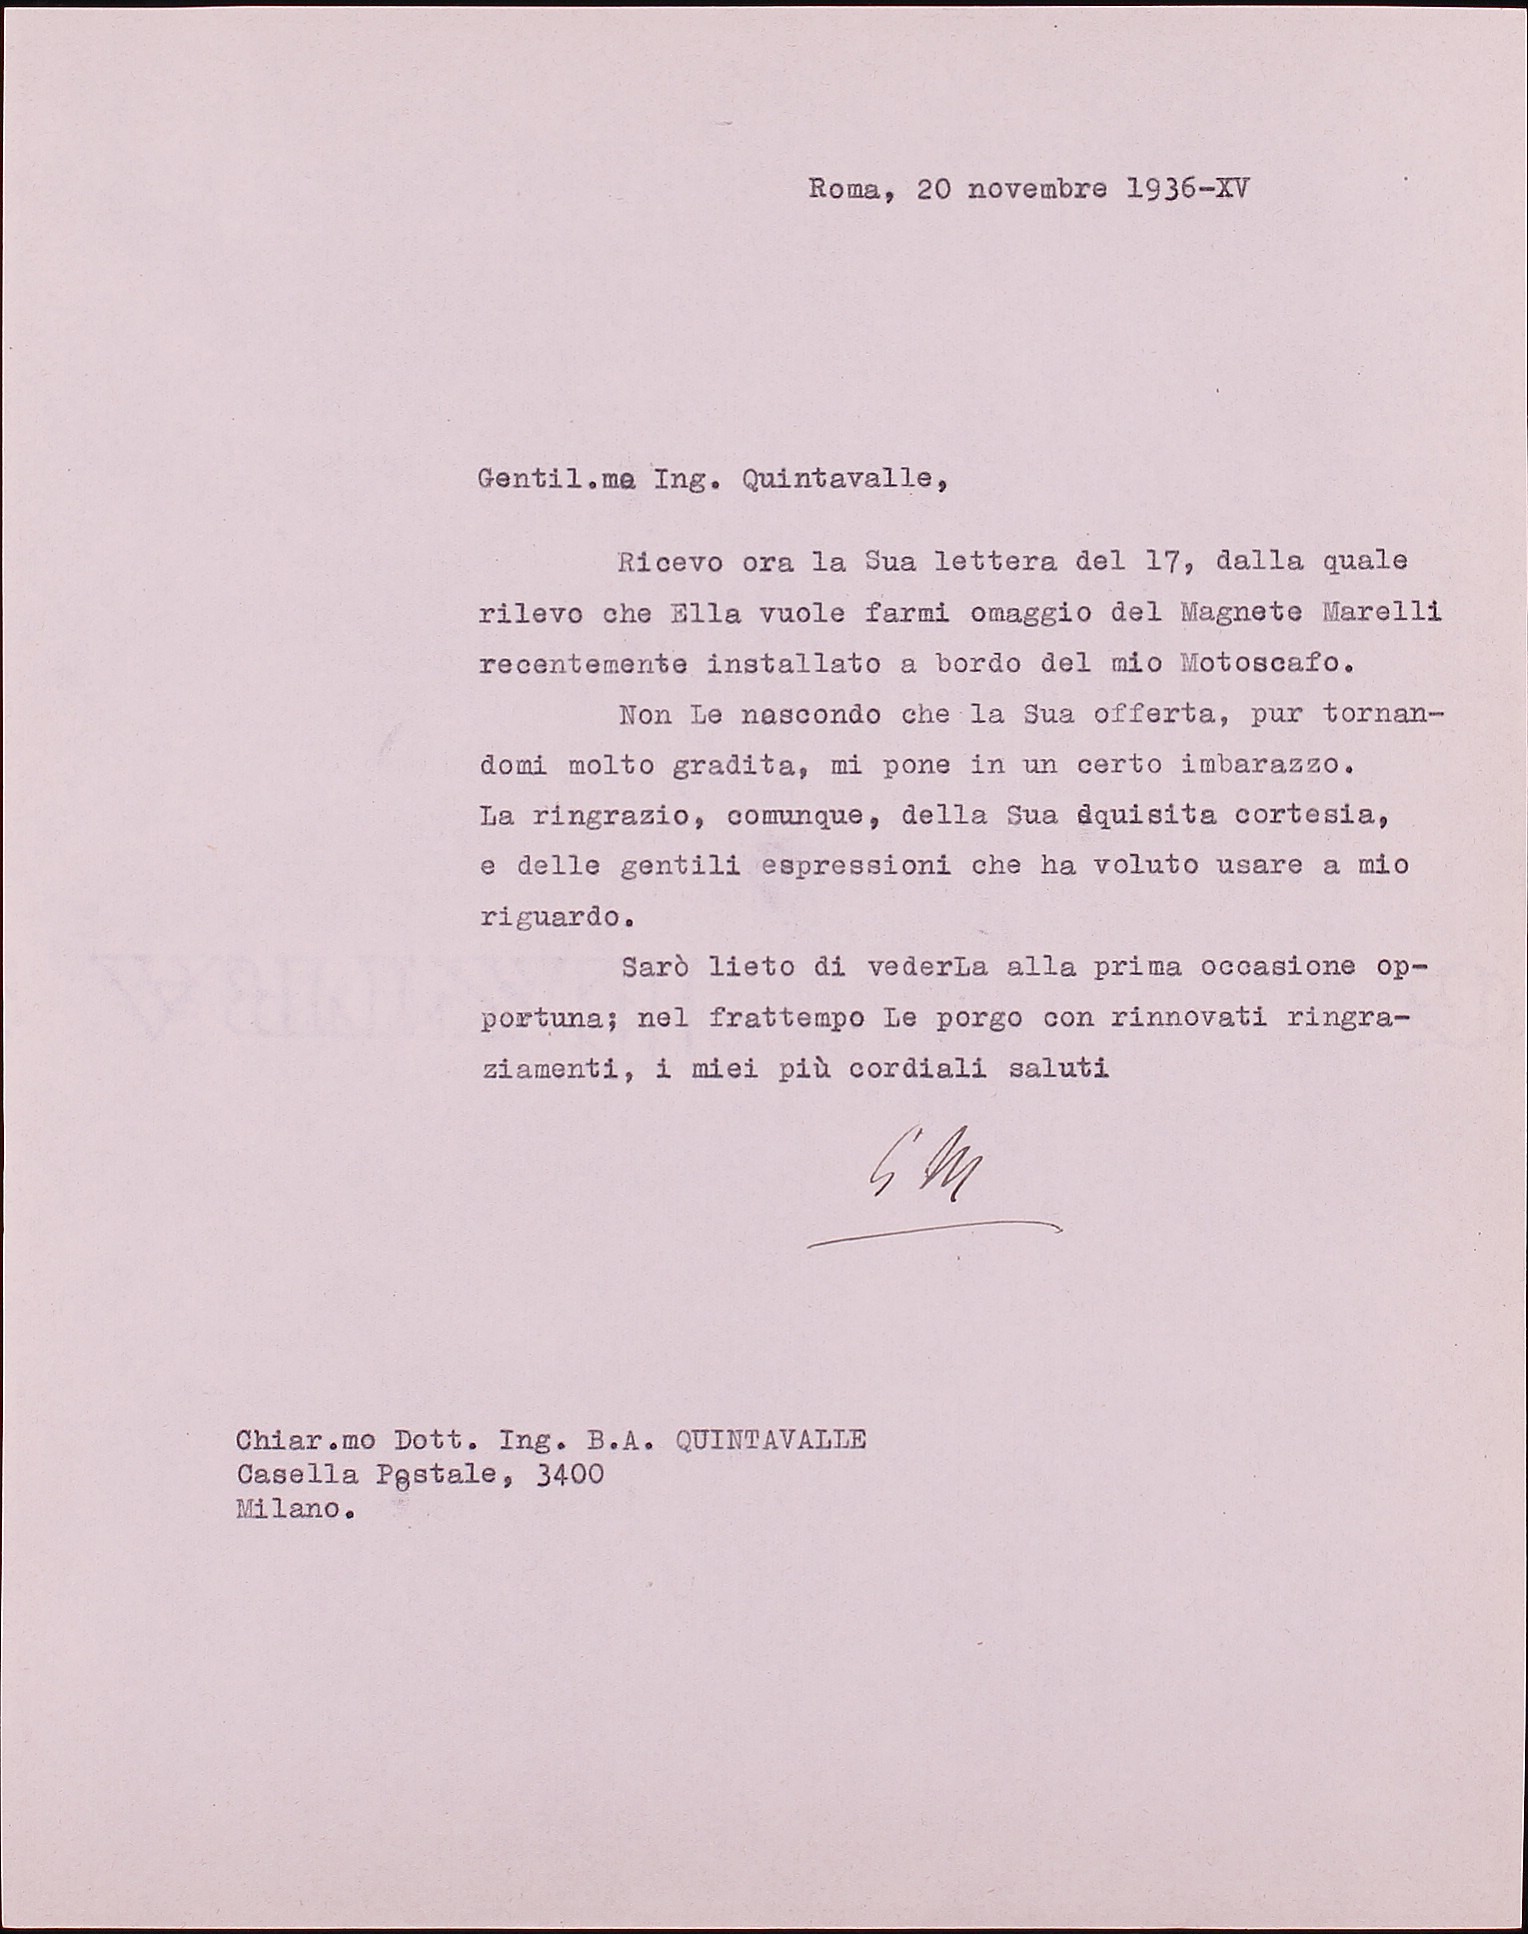 Roma, 20 novembre 1936-XV
Gentil.mo Ing. Quintavalle,
Ricevo ora la Sua lettera del 17, dalla quale
rilevo che Ella vuole farmi omaggio del Magnete Marelli
recentemente installato a bordo del mio Motoscafo.
Non Le nascondo che la Sua offerta, pur tornan-
domi molto gradita, mi pone in un certo imbarazzo.
La ringrazio, comunque, della Sua squisita cortesia,
e delle gentili espressioni che ha voluto usare a mio
riguardo.
Sarò lieto di vederLa alla prima occasione op-
portuna; nel frattempo Le porgo con rinnovati ringra-
ziamenti, i miei più cordiali saluti
GM
Chiar.mo Dott. Ing. B.A. QUINTAVALLE
Casella Postale, 3400
Milano.